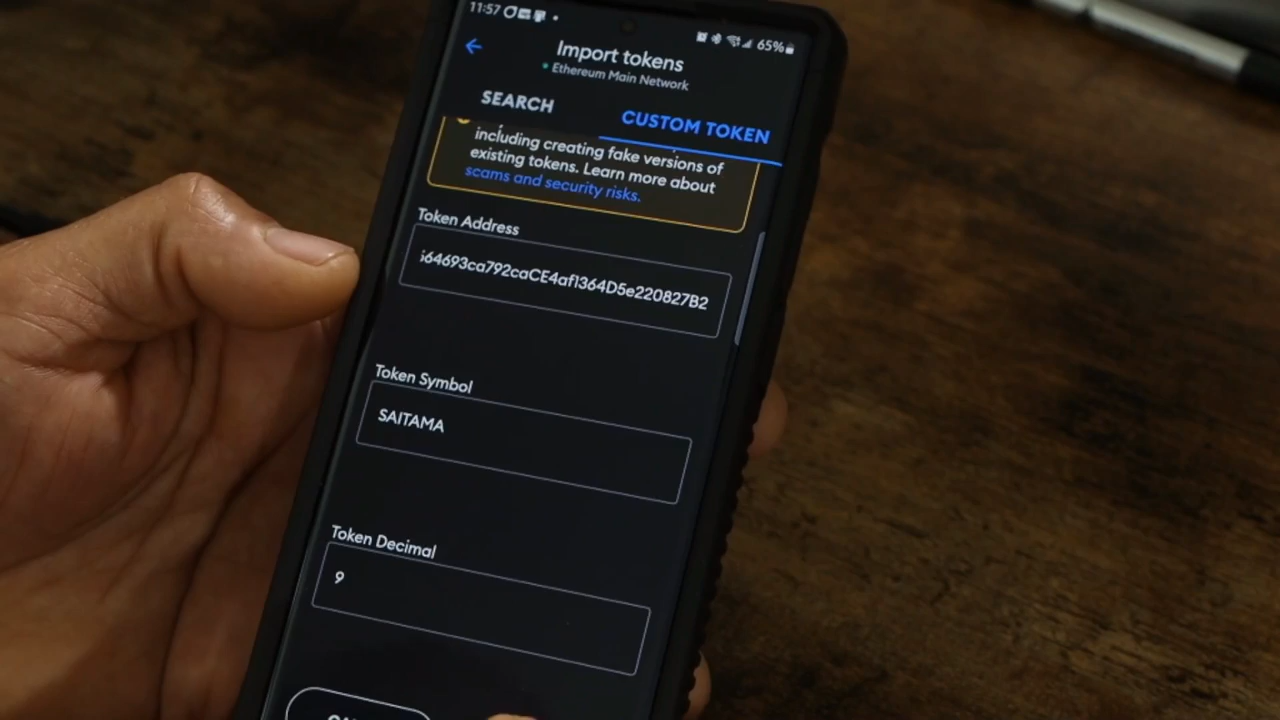 11:57
65%
Import tokens
Ethereum Main Network
SEARCH
CUSTOM TOKEN
including creating fake versions of
existing tokens. Learn more about
scams and security risks.
Token Address
64693ca792caCE4af1364D5e220827B2
Token Symbol
SAITAMA
Token Decimal
9